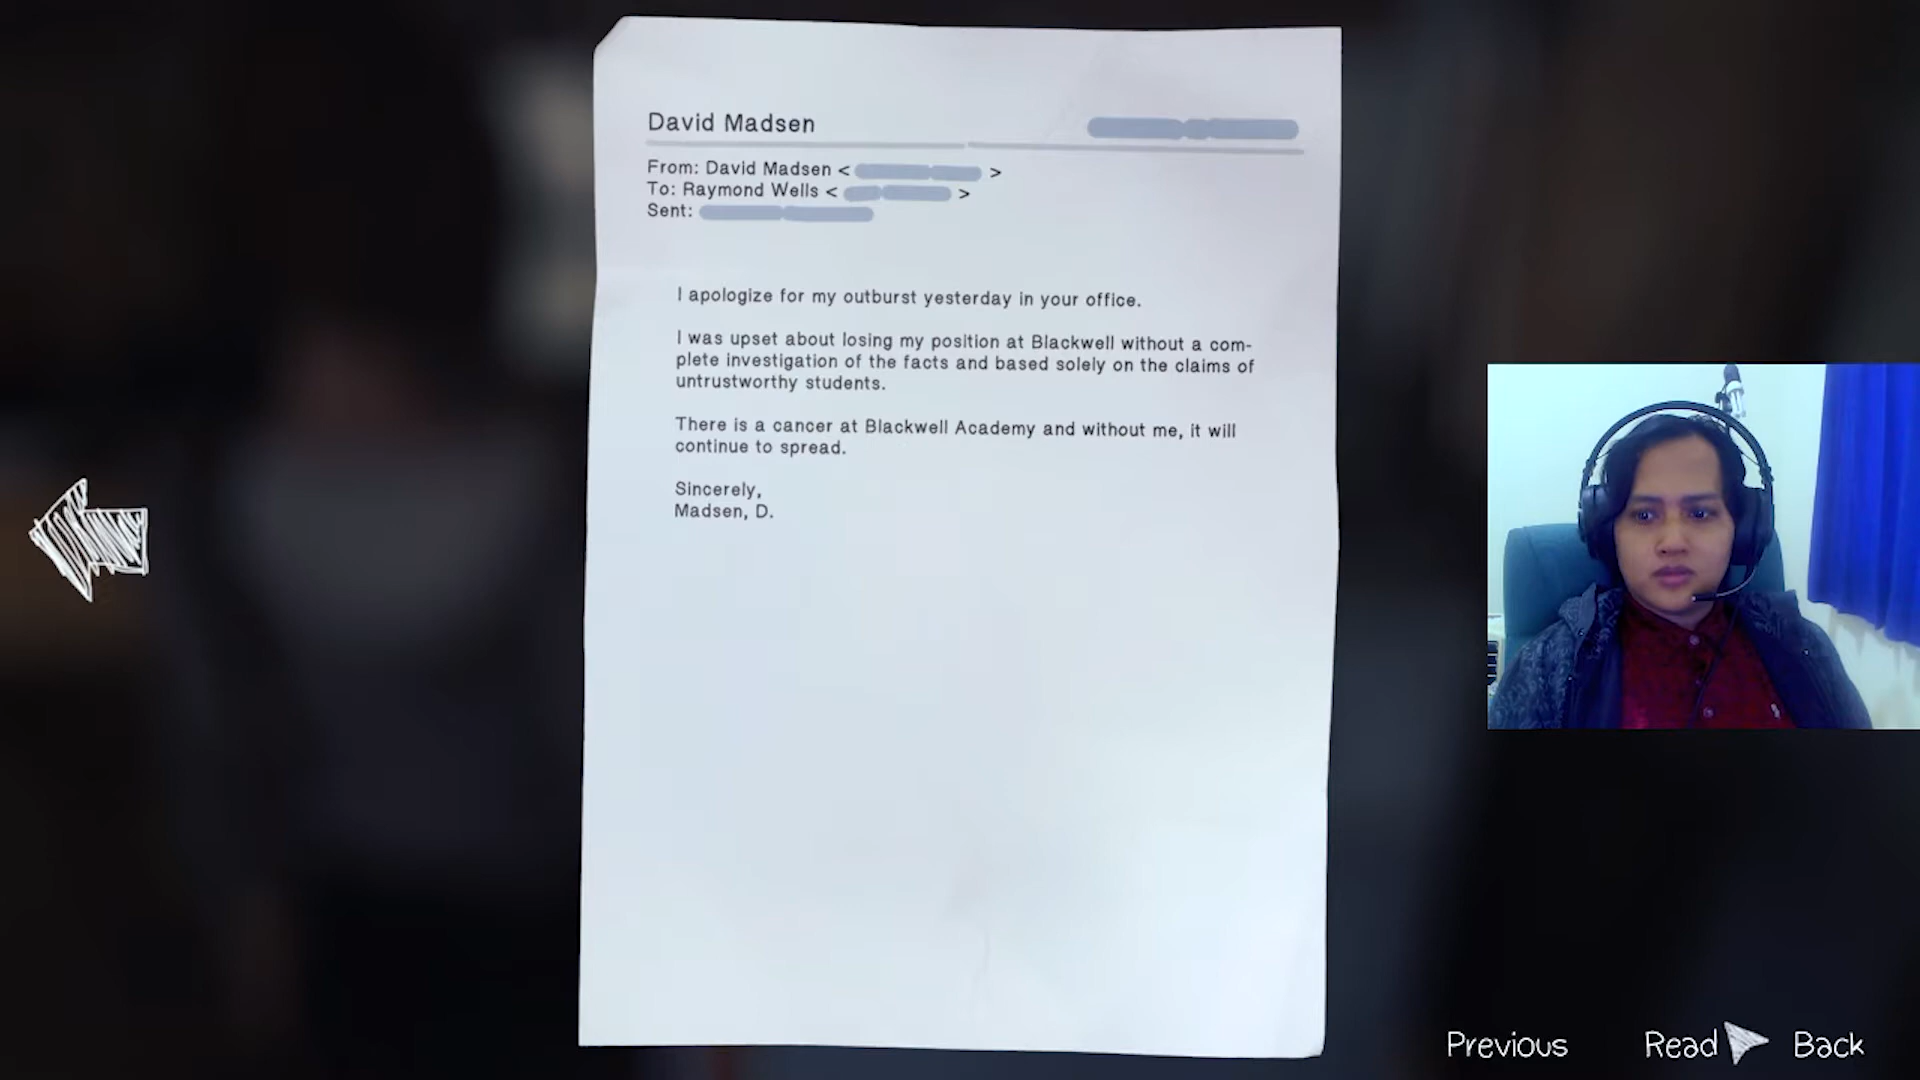 David Madsen
From: David Madsen < >
To: Raymond Wells < >
Sent:
I apologize for my outburst yesterday in your office.
I was upset about losing my position at Blackwell without a com-
plete investigation of the facts and based solely on the claims of
untrustworthy students.
There is a cancer at Blackwell Academy and without me, it will
continue to spread.
Sincerely,
Madsen, D.
Previous
Read
Back